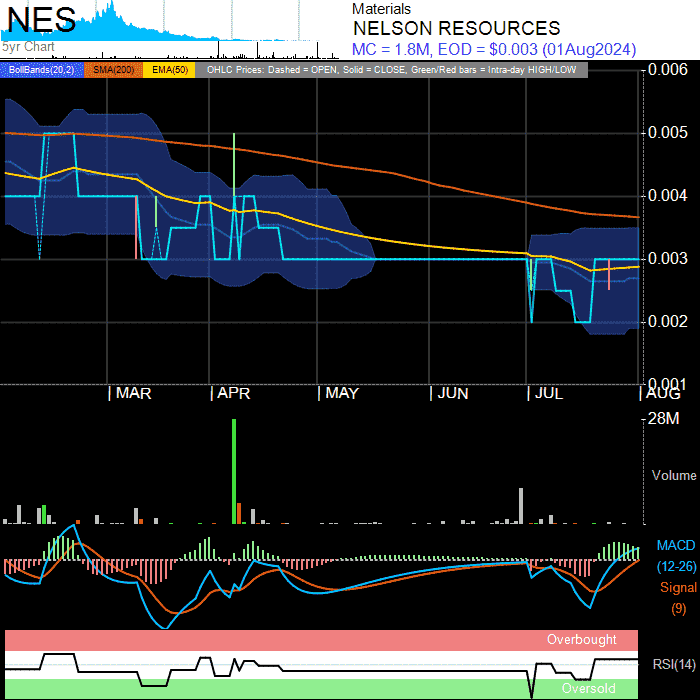 NES
5yr Chart
Materials
NELSON RESOURCES
MC = 1.8M, EOD = $0.003 (01Aug2024)
BollBands(20,2) SMA(200) EMA(50) OHLC Prices: Dashed = OPEN, Solid = CLOSE, Green/Red bars = Intra-day HIGH/LOW
0.006
0.005
0.004
0.003
0.002
0.001
MAR APR MAY JUN JUL AUG
28M
Volume
MACD
(12-26)
Signal
(9)
Overbought
RSI(14)
Oversold